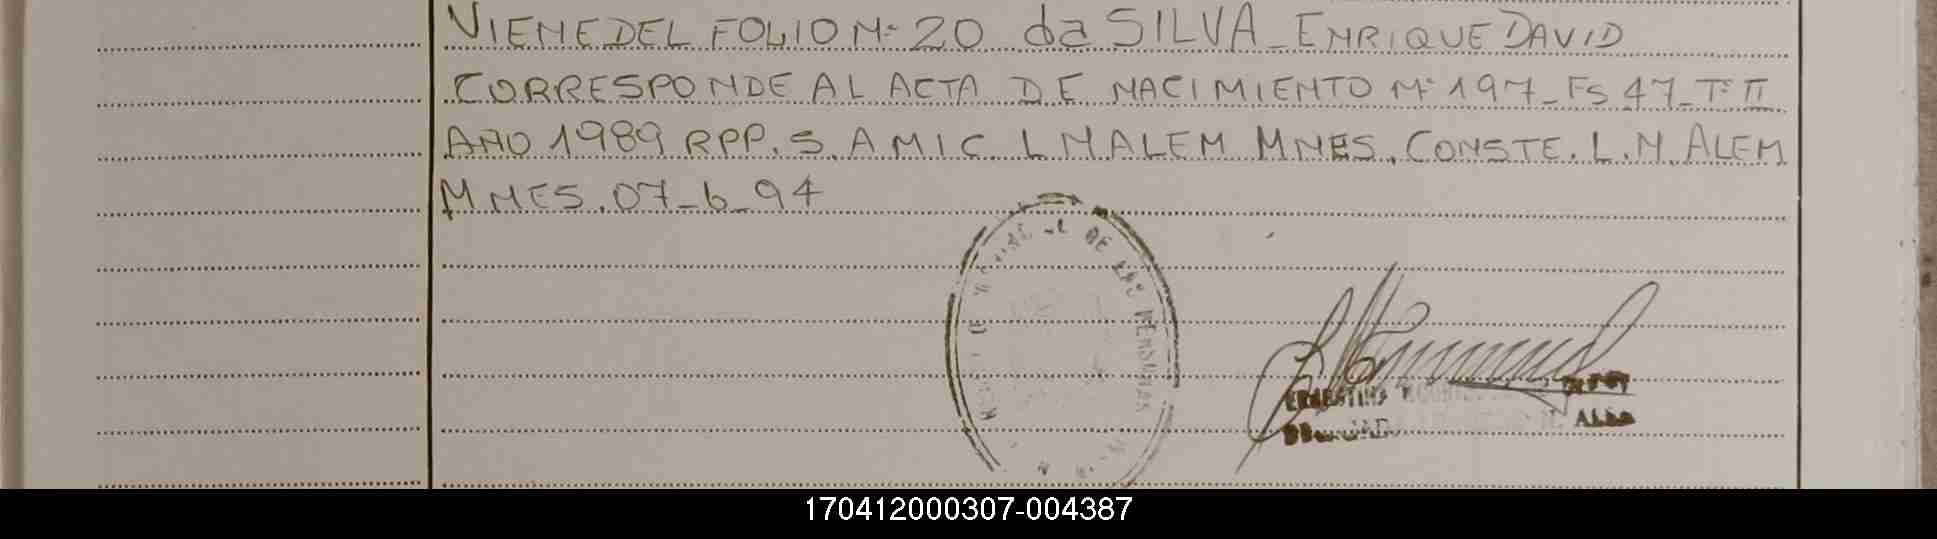 VIENE DEL FOLIO Nº 20 da SILVA_ENRIQUE DAVID
CORRESPONDE AL ACTA DE NACIMIENTO Nº 197_Fs 47_Tº II
AÑO 1989 RPP. S. A M I C. L N ALEM MNES. CONSTE. L. N. ALEM
MNES. 07_6_94
170412000307-004387